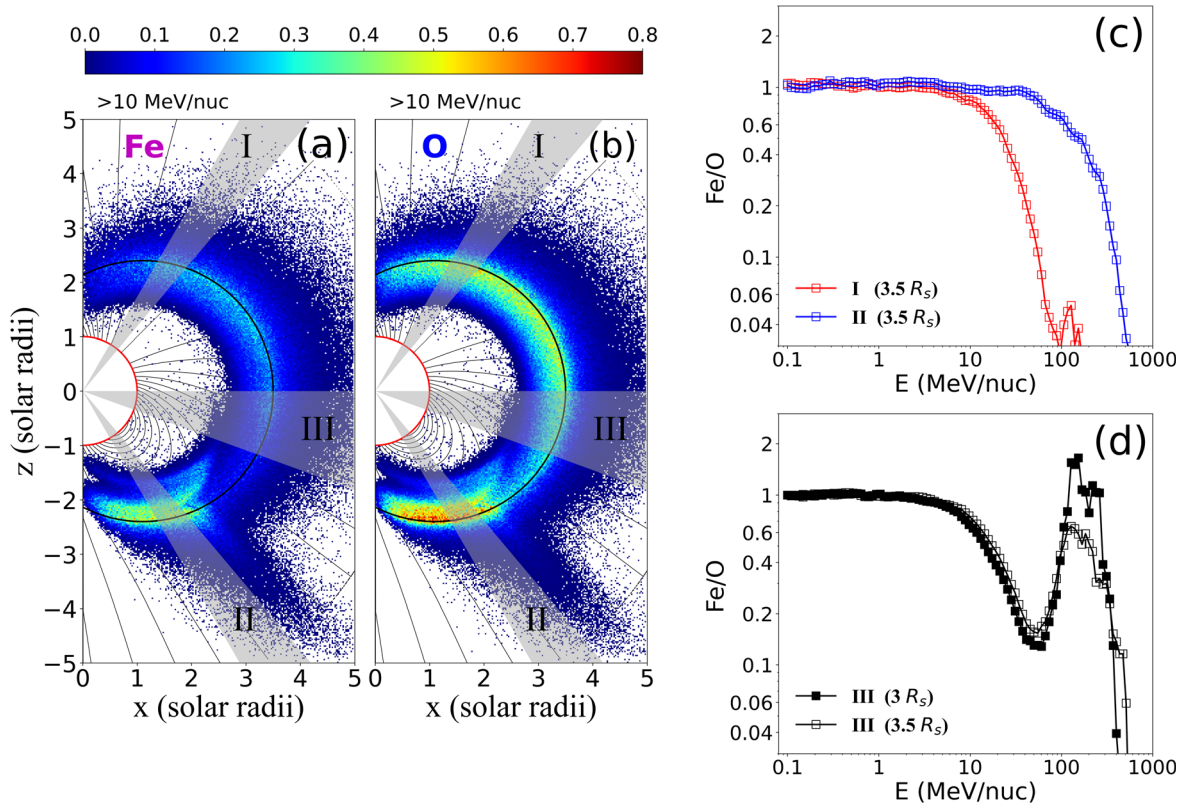 0.0 0.1 0.2 0.3 0.4 0.5 0.6 0.7 0.8
>10 MeV/nuc
>10 MeV/nuc
Fe
I
(a)
O
I
(b)
III
III
II
II
5
4
3
2
1
0
−1
−2
−3
−4
−5
z (solar radii)
0 1 2 3 4 5
x (solar radii)
0 1 2 3 4 5
x (solar radii)
(c)
2
1
0.6
0.4
0.2
0.1
0.06
0.04
Fe/O
I (3.5 Rs)
II (3.5 Rs)
0.1 1 10 100 1000
E (MeV/nuc)
(d)
2
1
0.6
0.4
0.2
0.1
0.06
0.04
Fe/O
III (3 Rs)
III (3.5 Rs)
0.1 1 10 100 1000
E (MeV/nuc)